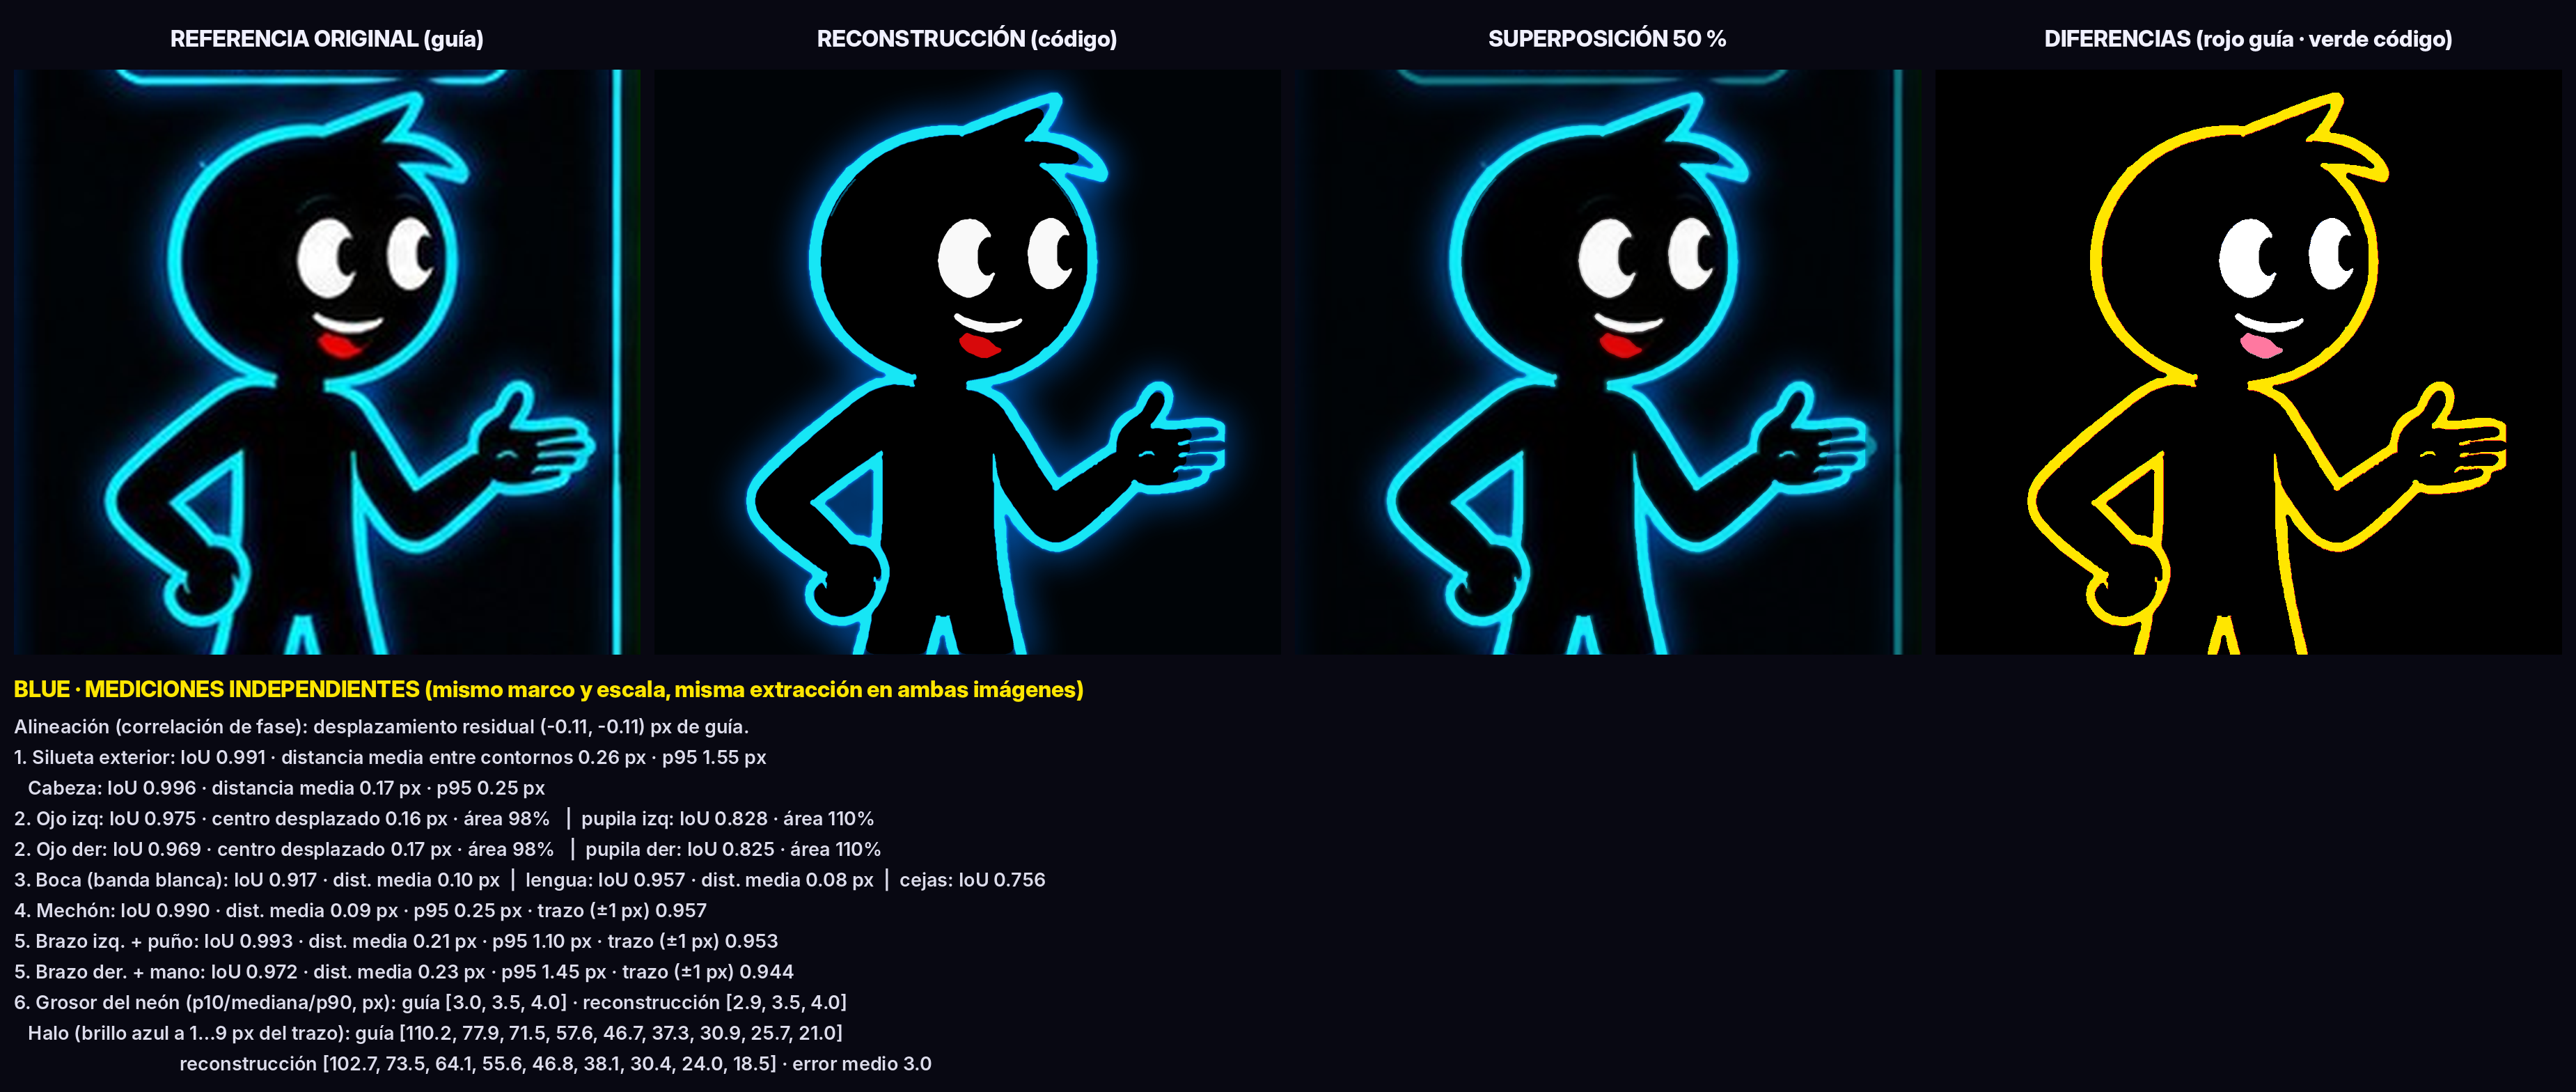 REFERENCIA ORIGINAL (guía)
RECONSTRUCCIÓN (código)
SUPERPOSICIÓN 50 %
DIFERENCIAS (rojo guía · verde código)
BLUE · MEDICIONES INDEPENDIENTES (mismo marco y escala, misma extracción en ambas imágenes)
Alineación (correlación de fase): desplazamiento residual (-0.11, -0.11) px de guía.
1. Silueta exterior: IoU 0.991 · distancia media entre contornos 0.26 px · p95 1.55 px
Cabeza: IoU 0.996 · distancia media 0.17 px · p95 0.25 px
2. Ojo izq: IoU 0.975 · centro desplazado 0.16 px · área 98% | pupila izq: IoU 0.828 · área 110%
2. Ojo der: IoU 0.969 · centro desplazado 0.17 px · área 98% | pupila der: IoU 0.825 · área 110%
3. Boca (banda blanca): IoU 0.917 · dist. media 0.10 px | lengua: IoU 0.957 · dist. media 0.08 px | cejas: IoU 0.756
4. Mechón: IoU 0.990 · dist. media 0.09 px · p95 0.25 px · trazo (±1 px) 0.957
5. Brazo izq. + puño: IoU 0.993 · dist. media 0.21 px · p95 1.10 px · trazo (±1 px) 0.953
5. Brazo der. + mano: IoU 0.972 · dist. media 0.23 px · p95 1.45 px · trazo (±1 px) 0.944
6. Grosor del neón (p10/mediana/p90, px): guía [3.0, 3.5, 4.0] · reconstrucción [2.9, 3.5, 4.0]
Halo (brillo azul a 1…9 px del trazo): guía [110.2, 77.9, 71.5, 57.6, 46.7, 37.3, 30.9, 25.7, 21.0]
reconstrucción [102.7, 73.5, 64.1, 55.6, 46.8, 38.1, 30.4, 24.0, 18.5] · error medio 3.0